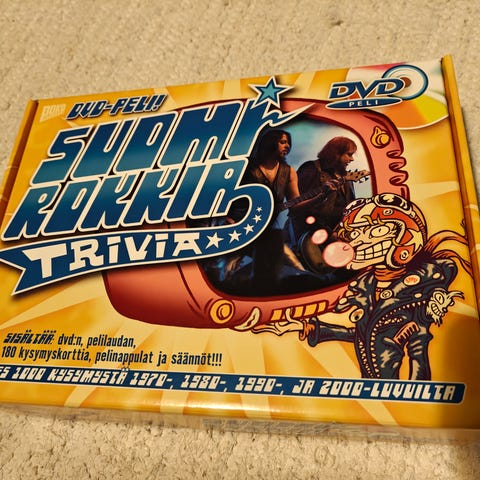 POKO
DVD-PELI!
DVD
PELI
SUOMI
ROKKIA
TRIVIA
SISÄLTÄÄ: dvd:n, pelilaudan,
180 kysymyskorttia, pelinappulat ja säännöt!!!
1000 KYSYMYSTÄ 1970-, 1980-, 1990-, JA 2000-LUVUILTA